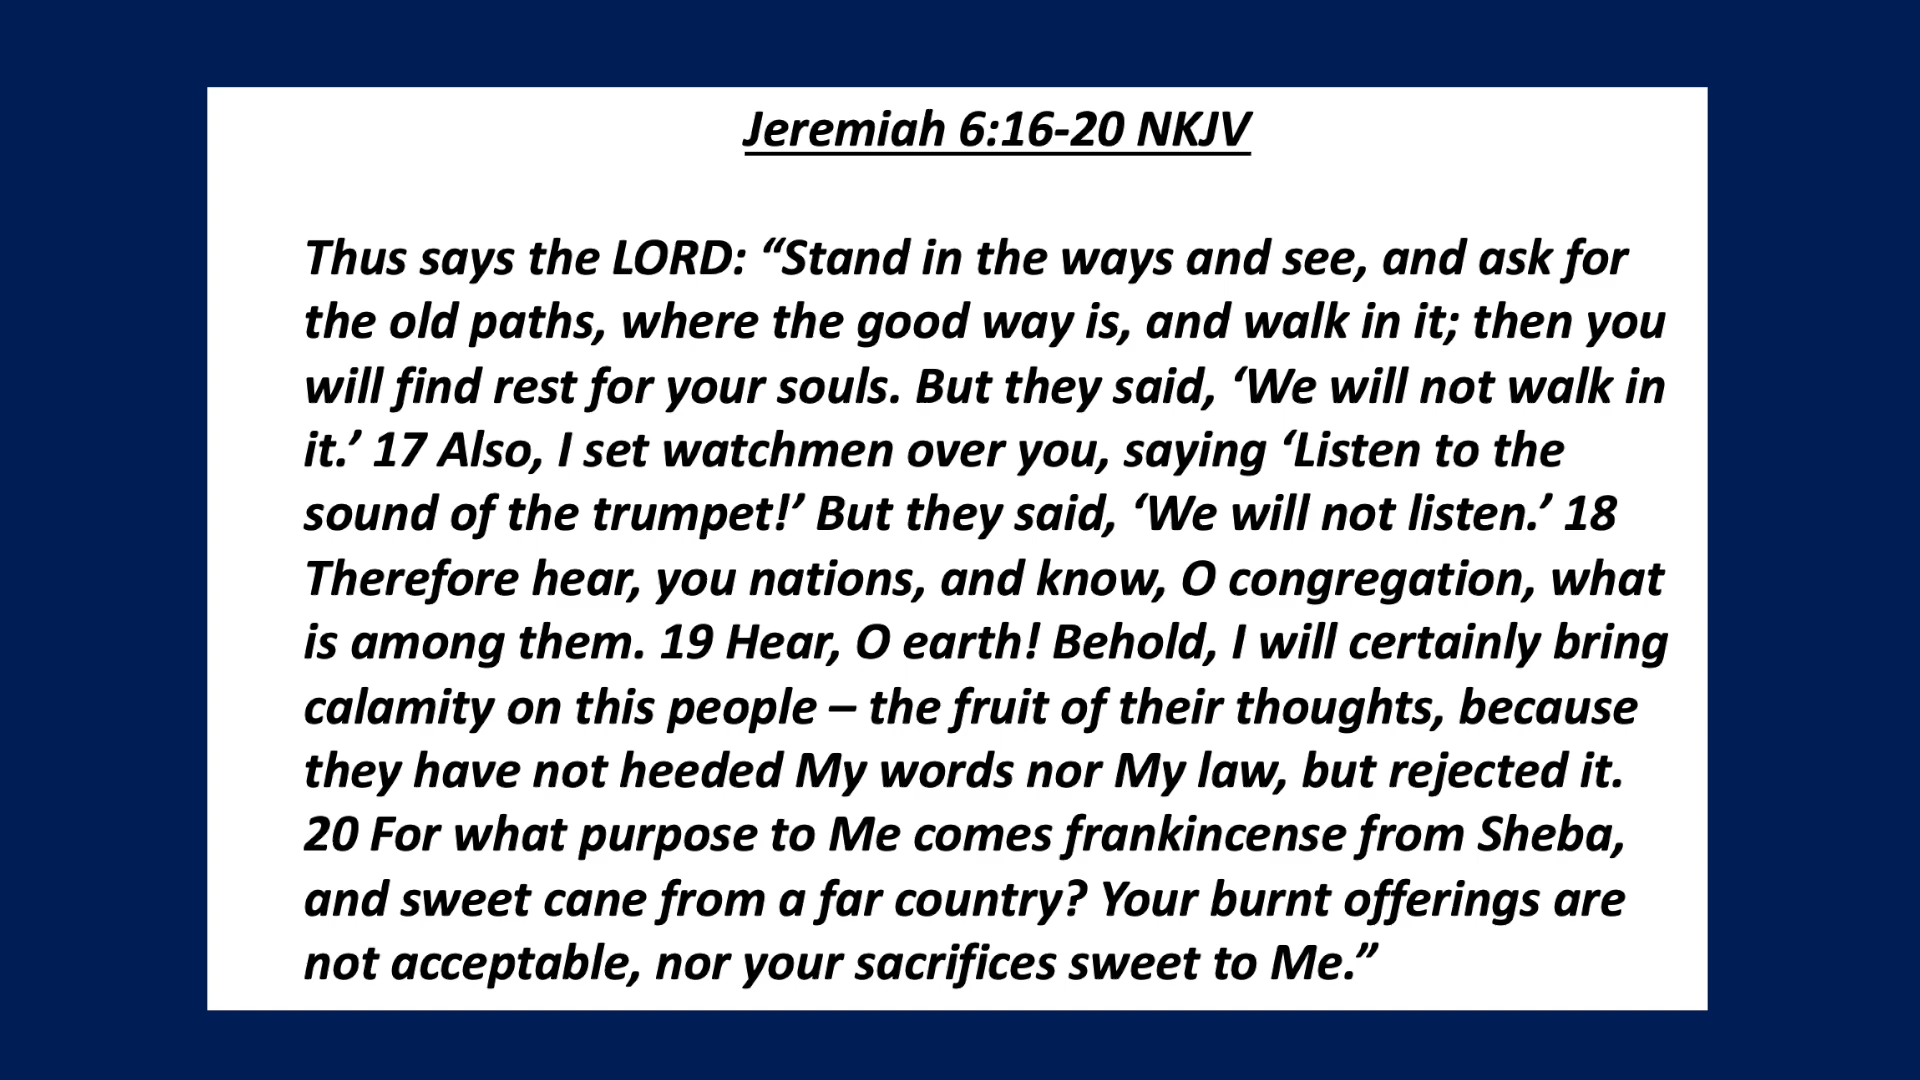 Jeremiah 6:16-20 NKJV
Thus says the LORD: “Stand in the ways and see, and ask for
the old paths, where the good way is, and walk in it; then you
will find rest for your souls. But they said, ‘We will not walk in
it.’ 17 Also, I set watchmen over you, saying ‘Listen to the
sound of the trumpet!’ But they said, ‘We will not listen.’ 18
Therefore hear, you nations, and know, O congregation, what
is among them. 19 Hear, O earth! Behold, I will certainly bring
calamity on this people – the fruit of their thoughts, because
they have not heeded My words nor My law, but rejected it.
20 For what purpose to Me comes frankincense from Sheba,
and sweet cane from a far country? Your burnt offerings are
not acceptable, nor your sacrifices sweet to Me.”